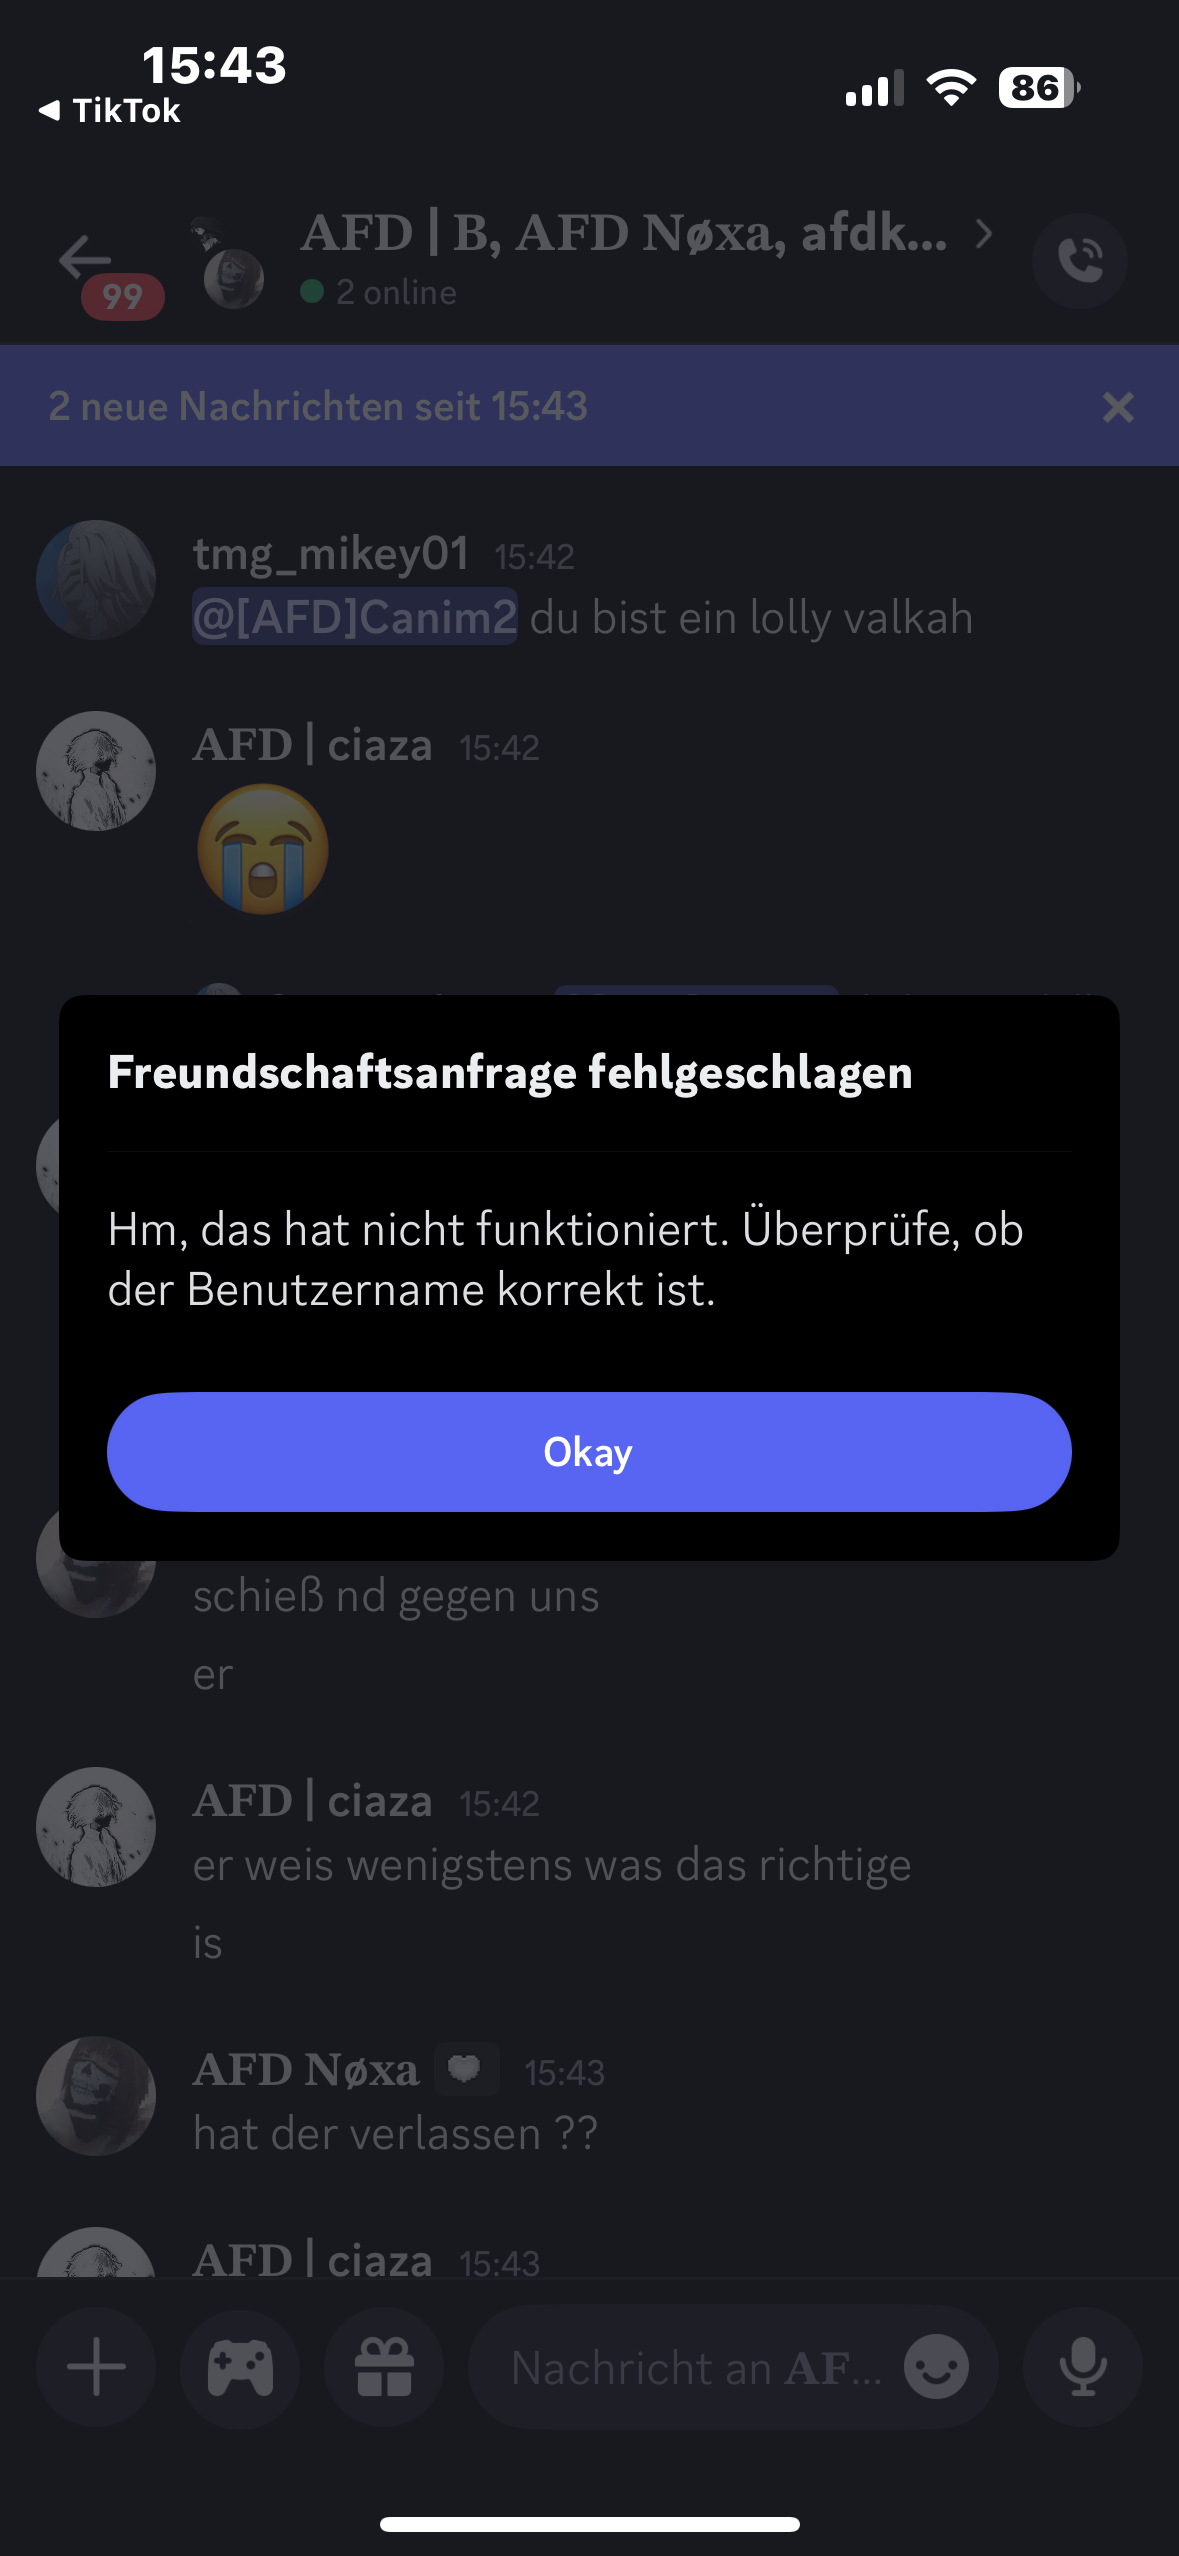 15:43
TikTok
86
AFD | B, AFD Nøxa, afdk...
99
2 online
2 neue Nachrichten seit 15:43
tmg_mikey01 15:42
@[AFD]Canim2 du bist ein lolly valkah
AFD | ciaza 15:42
Freundschaftsanfrage fehlgeschlagen
Hm, das hat nicht funktioniert. Überprüfe, ob
der Benutzername korrekt ist.
Okay
schieß nd gegen uns
er
AFD | ciaza 15:42
er weis wenigstens was das richtige
is
AFD Nøxa 15:43
hat der verlassen ??
AFD | ciaza 15:43
Nachricht an AF...